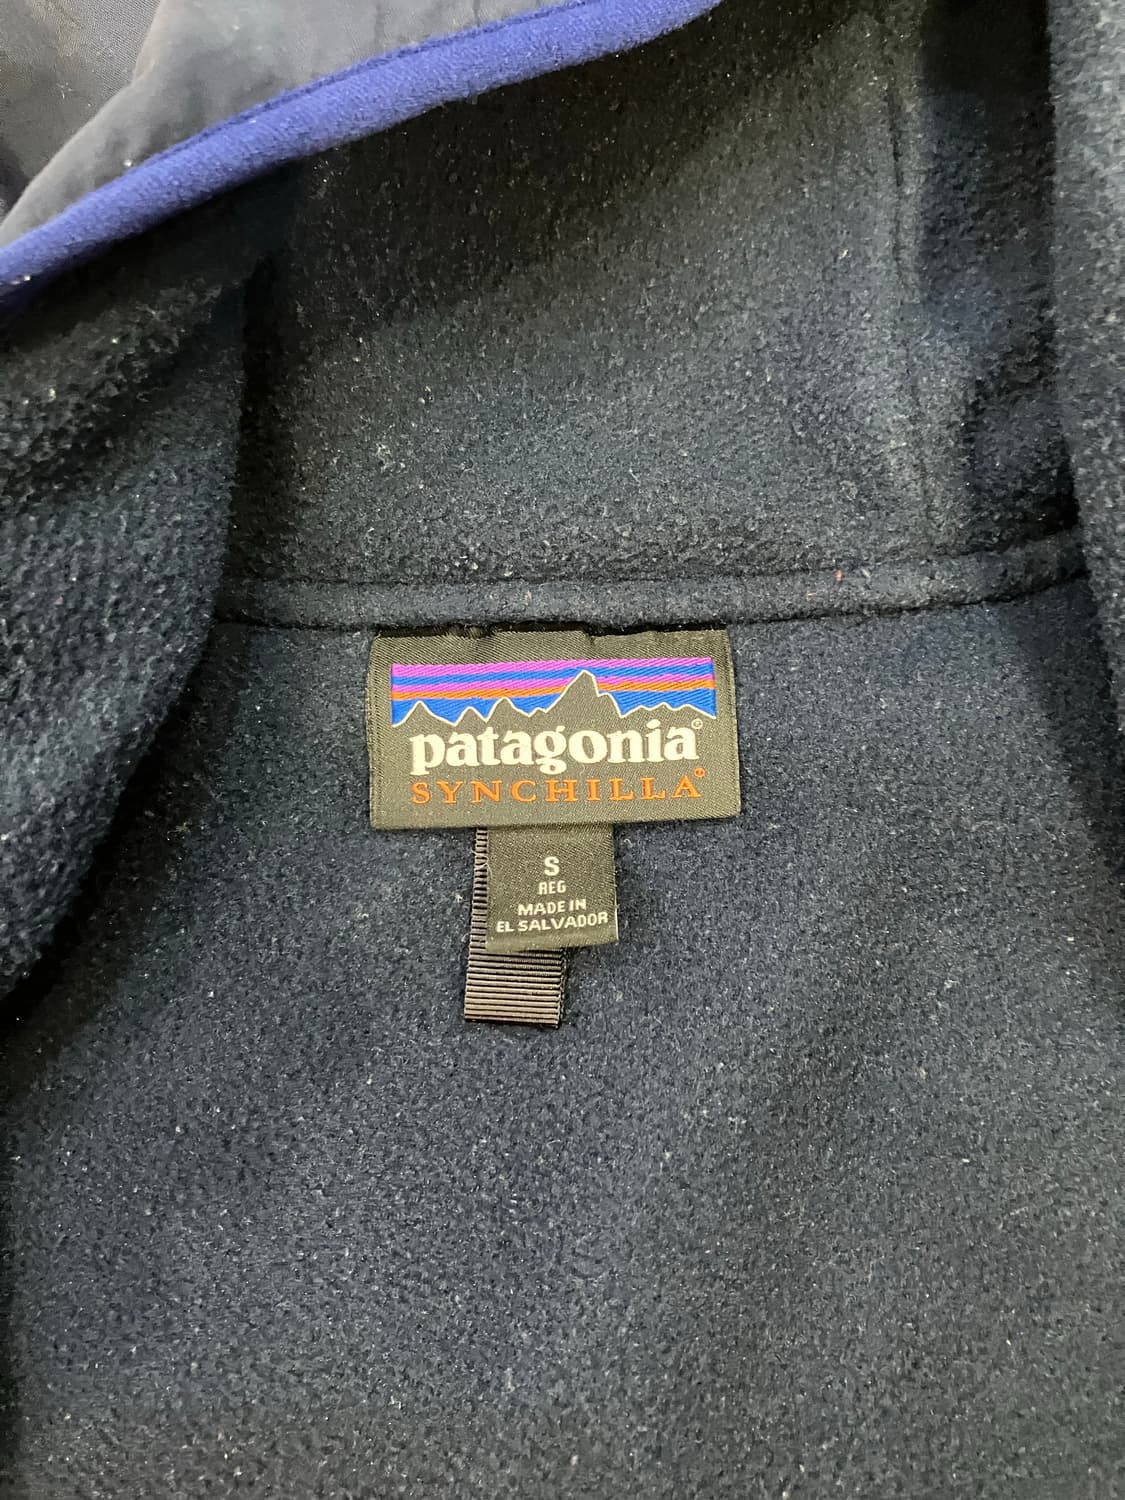 patagonia®
SYNCHILLA®
S
REG
MADE IN
EL SALVADOR